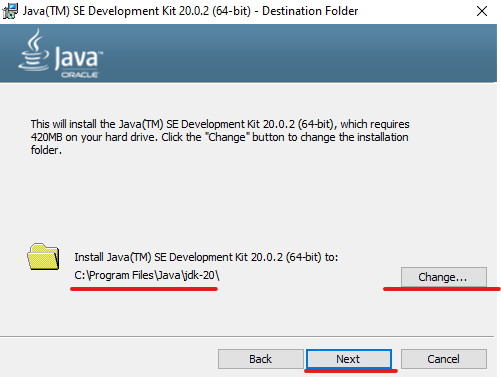 Java(TM) SE Development Kit 20.0.2 (64-bit) - Destination Folder
Java
ORACLE
This will install the Java(TM) SE Development Kit 20.0.2 (64-bit), which requires
420MB on your hard drive. Click the "Change" button to change the installation
folder.
Install Java(TM) SE Development Kit 20.0.2 (64-bit) to:
C:\Program Files\Java\jdk-20\
Change...
Back
Next
Cancel